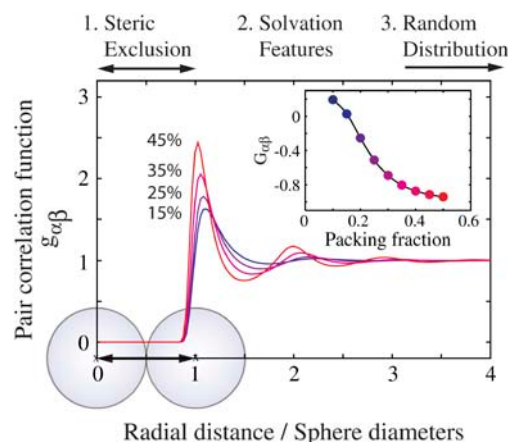 1. Steric
Exclusion
2. Solvation
Features
3. Random
Distribution
Pair correlation function
gαβ
3
2
1
0
45%
35%
25%
15%
Gαβ
0
-0.4
-0.8
0 0.2 0.4 0.6
Packing fraction
0 1 2 3 4
Radial distance / Sphere diameters